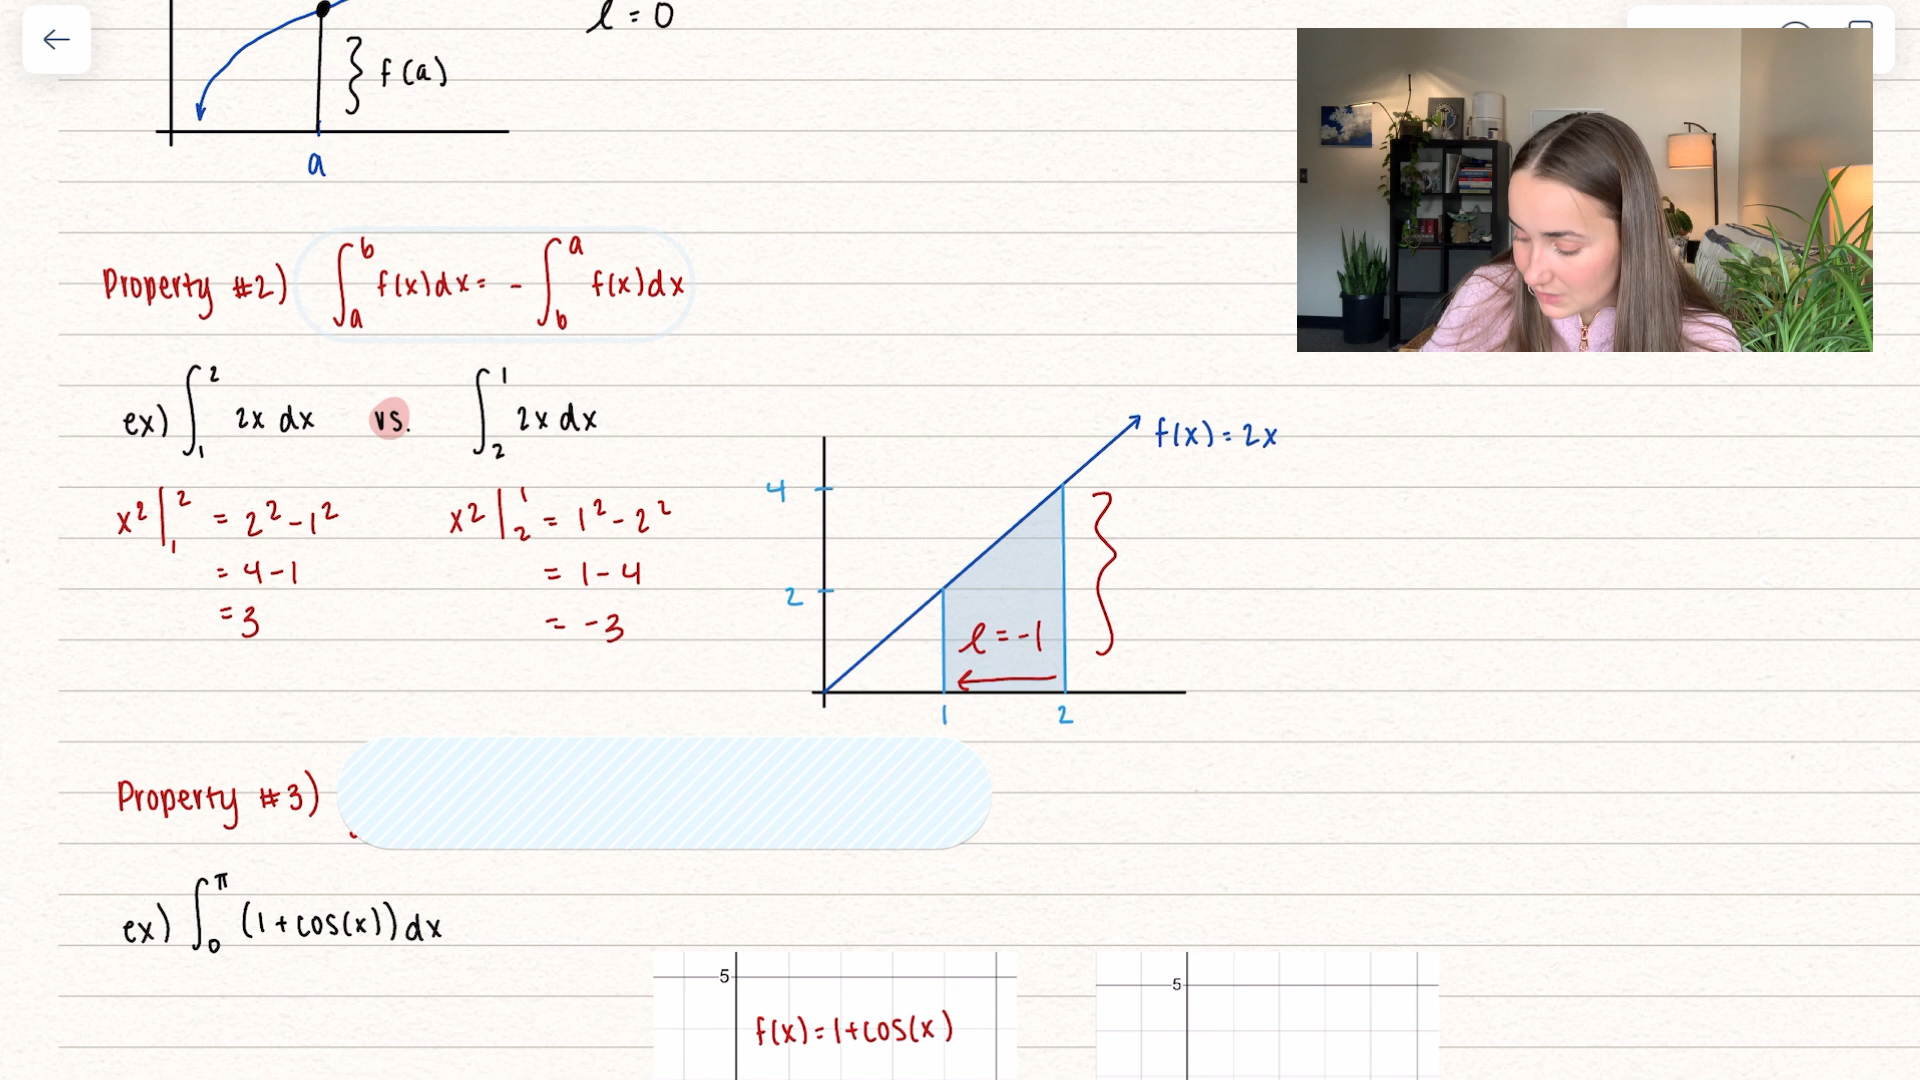 l = 0
f(a)
a
Property #2) ∫_a^b f(x)dx = - ∫_b^a f(x)dx
ex) ∫_1^2 2x dx vs. ∫_2^1 2x dx
x²|_1^2 = 2² - 1²
= 4 - 1
= 3
x²|_2^1 = 1² - 2²
= 1 - 4
= -3
f(x) = 2x
4
2
l = -1
1 2
Property #3)
ex) ∫_0^π (1 + cos(x)) dx
5
f(x) = 1 + cos(x)
5